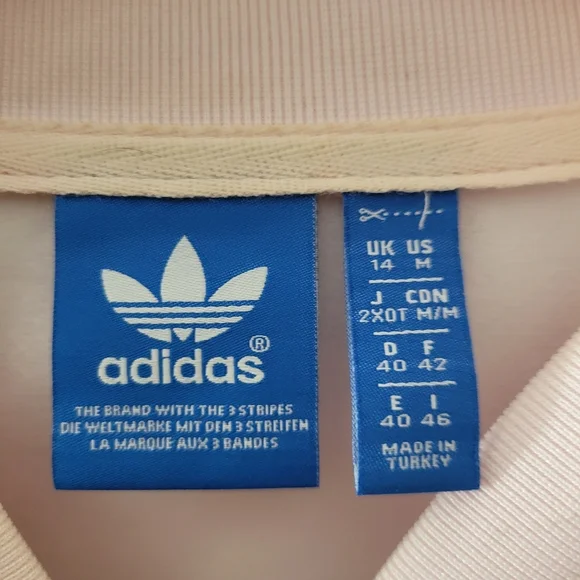 adidas®
THE BRAND WITH THE 3 STRIPES
DIE WELTMARKE MIT DEN 3 STREIFEN
LA MARQUE AUX 3 BANDES
UK US
14 M
J CDN
2XOT M/M
D F
40 42
E I
40 46
MADE IN
TURKEY